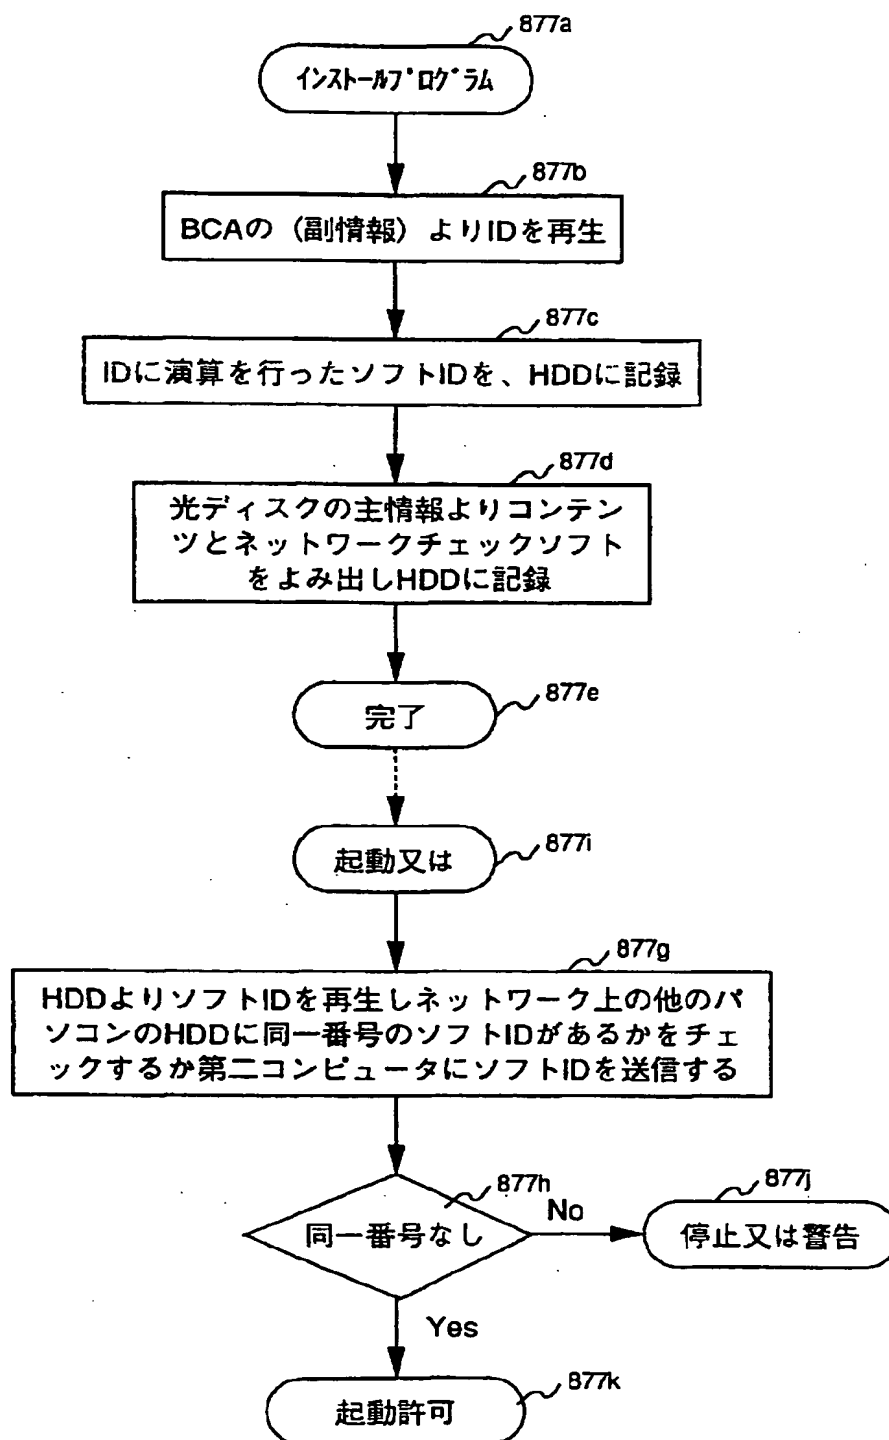 877a
インストールプログラム
877b
BCAの（副情報）よりIDを再生
877c
IDに演算を行ったソフトIDを、HDDに記録
877d
光ディスクの主情報よりコンテン
ツとネットワークチェックソフト
をよみ出しHDDに記録
877e
完了
877i
起動又は
877g
HDDよりソフトIDを再生しネットワーク上の他のパ
ソコンのHDDに同一番号のソフトIDがあるかをチェ
ックするか第二コンピュータにソフトIDを送信する
877h
同一番号なし
No
877j
停止又は警告
Yes
877k
起動許可